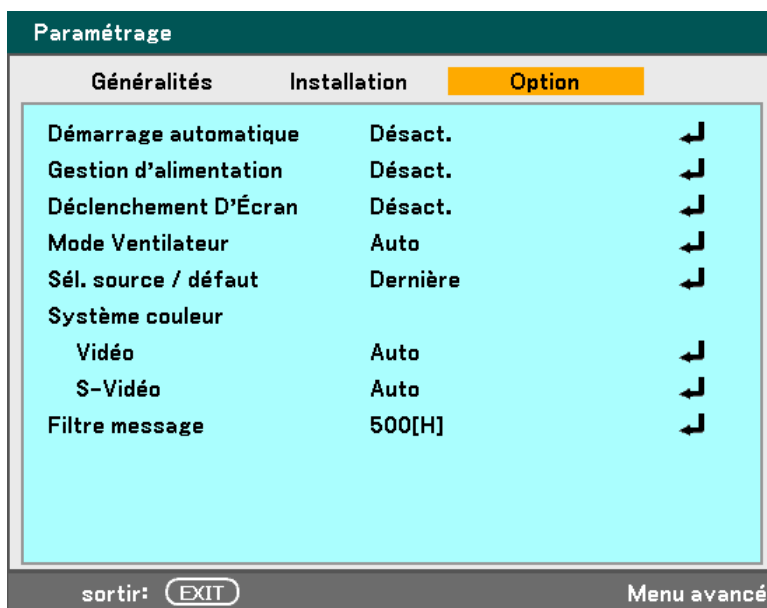 Paramétrage
Généralités Installation Option
Démarrage automatique Désact.
Gestion d'alimentation Désact.
Déclenchement D'Écran Désact.
Mode Ventilateur Auto
Sél. source / défaut Dernière
Système couleur
Vidéo Auto
S-Vidéo Auto
Filtre message 500[H]
sortir: EXIT Menu avancé